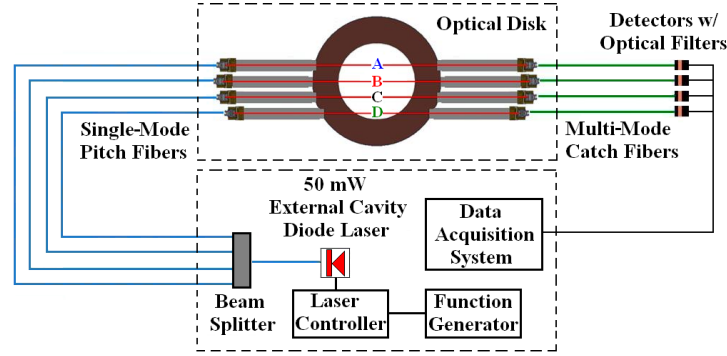 Optical Disk
Detectors w/
Optical Filters
A
B
C
D
Single-Mode
Pitch Fibers
Multi-Mode
Catch Fibers
50 mW
External Cavity
Diode Laser
Data
Acquisition
System
Beam
Splitter
Laser
Controller
Function
Generator